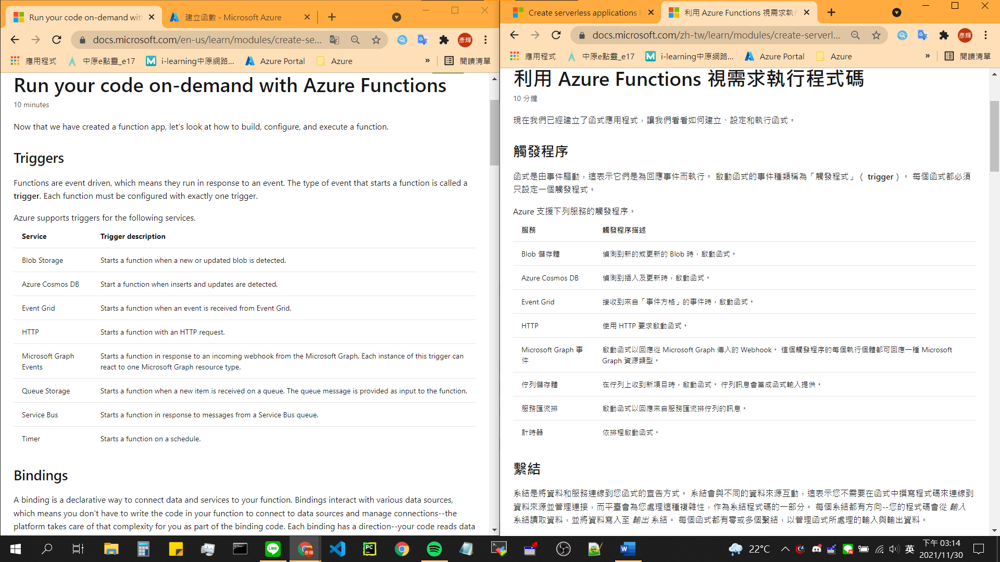 Run your code on-demand wit
建立函數 - Microsoft Azure
docs.microsoft.com/en-us/learn/modules/create-se...
應用程式
中原e點靈_e17
i-learning中原網路...
Azure Portal
Azure
»
閱讀清單
Run your code on-demand with Azure Functions
10 minutes
Now that we have created a function app, let's look at how to build, configure, and execute a function.
Triggers
Functions are event driven, which means they run in response to an event. The type of event that starts a function is called a
trigger. Each function must be configured with exactly one trigger.
Azure supports triggers for the following services.
Service Trigger description
Blob Storage Starts a function when a new or updated blob is detected.
Azure Cosmos DB Start a function when inserts and updates are detected.
Event Grid Starts a function when an event is received from Event Grid.
HTTP Starts a function with an HTTP request.
Microsoft Graph Starts a function in response to an incoming webhook from the Microsoft Graph. Each instance of this trigger can
Events react to one Microsoft Graph resource type.
Queue Storage Starts a function when a new item is received on a queue. The queue message is provided as input to the function.
Service Bus Starts a function in response to messages from a Service Bus queue.
Timer Starts a function on a schedule.
Bindings
A binding is a declarative way to connect data and services to your function. Bindings interact with various data sources,
which means you don't have to write the code in your function to connect to data sources and manage connections--the
platform takes care of that complexity for you as part of the binding code. Each binding has a direction--your code reads data
Create serverless applications
利用 Azure Functions 視需求執行
docs.microsoft.com/zh-tw/learn/modules/create-serverl...
彥輝
應用程式
中原e點靈_e17
i-learning中原網路...
Azure Portal
Azure
»
閱讀清單
利用 Azure Functions 視需求執行程式碼
10 分鐘
現在我們已經建立了函式應用程式，讓我們看看如何建立、設定和執行函式。
觸發程序
函式是由事件驅動，這表示它們是為回應事件而執行。 啟動函式的事件種類稱為「觸發程式」（ trigger ）。 每個函式都必須
只設定一個觸發程式。
Azure 支援下列服務的觸發程序。
服務 觸發程序描述
Blob 儲存體 偵測到新的或更新的 Blob 時，啟動函式。
Azure Cosmos DB 偵測到插入及更新時，啟動函式。
Event Grid 接收到來自「事件方格」的事件時，啟動函式。
HTTP 使用 HTTP 要求啟動函式。
Microsoft Graph 事 啟動函式以回應從 Microsoft Graph 傳入的 Webhook。 這個觸發程序的每個執行個體都可回應一種 Microsoft
件 Graph 資源類型。
佇列儲存體 在佇列上收到新項目時，啟動函式。 佇列訊息會當成函式輸入提供。
服務匯流排 啟動函式以回應來自服務匯流排佇列的訊息。
計時器 依排程啟動函式。
繫結
系結是將資料和服務連線到您函式的宣告方式。 系結會與不同的資料來源互動，這表示您不需要在函式中撰寫程式碼來連線到
資料來源並管理連接，而平臺會為您處理這種複雜性，作為系結程式碼的一部分。 每個系結都有方向--您的程式碼會從 輸入
系結讀取資料，並將資料寫入至 輸出 系結。 每個函式都有零或多個繫結，以管理函式所處理的輸入與輸出資料。
LINE
PC
22°C
英
下午 03:14
2021/11/30